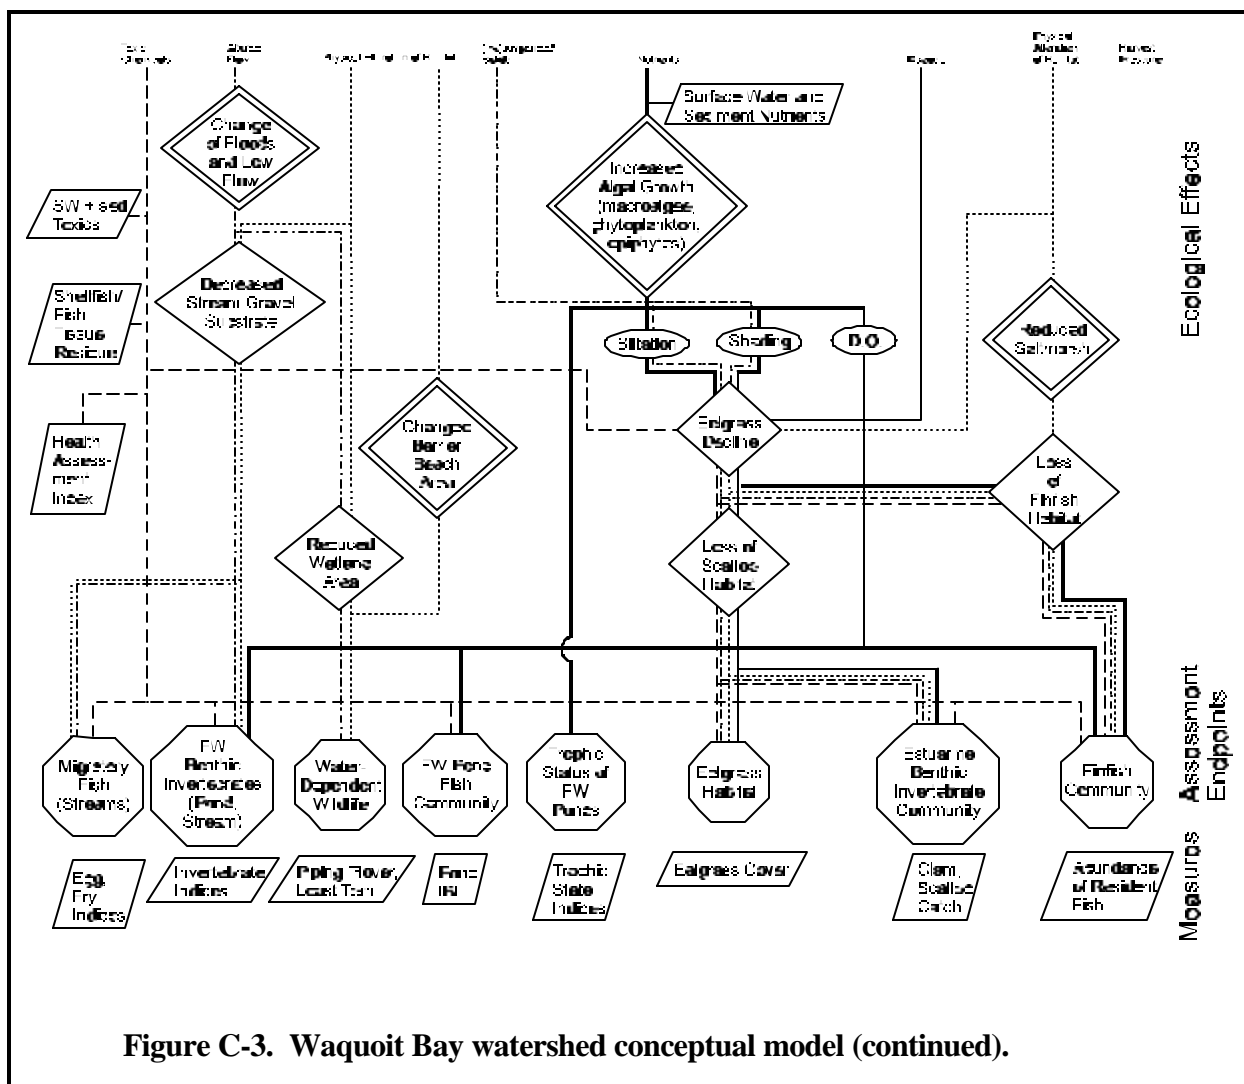 Nutrients
Surface Water and
Sediment Nutrients
Change
of Floods
and Low
Flow
Increased
Algal Growth
(macroalgae,
phytoplankton,
epiphytes)
SW + sed
Toxics
Decreased
Stream Gravel
Substrate
Shellfish/
Fish
Tissue
Residue
Siltation
Shading
D.O.
Reduced
Saltmarsh
Ecological Effects
Health
Assess-
ment
Index
Changed
Barrier
Beach
Area
Eelgrass
Decline
Loss
of
Finfish
Habitat
Reduced
Wetland
Area
Loss of
Scallop
Habitat
Migratory
Fish
(Streams)
FW
Benthic
Invertebrates
(Pond,
Stream)
Water-
Dependent
Wildlife
FW Pond
Fish
Community
Trophic
Status of
FW
Ponds
Eelgrass
Habitat
Estuarine
Benthic
Invertebrate
Community
Finfish
Community
Assessment
Endpoints
Egg,
Fry
Indices
Invertebrate
Indices
Piping Plover,
Least Tern
Pond
Trophic
State
Indices
Eelgrass Cover
Clam,
Scallop
Catch
Abundance
of Resident
Fish
Measures
Figure C-3. Waquoit Bay watershed conceptual model (continued).